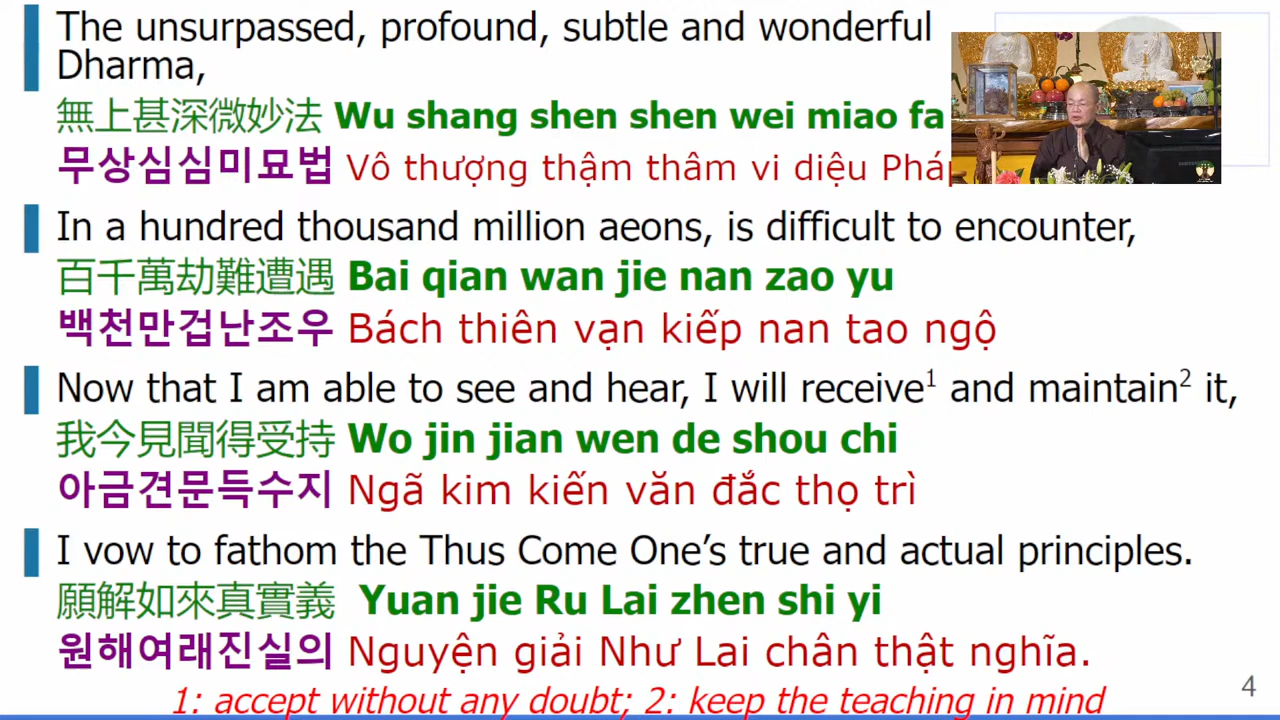 The unsurpassed, profound, subtle and wonderful
Dharma,
無上甚深微妙法 Wu shang shen shen wei miao fa
무상심심미묘법 Vô thượng thậm thâm vi diệu Pháp
In a hundred thousand million aeons, is difficult to encounter,
百千萬劫難遭遇 Bai qian wan jie nan zao yu
백천만겁난조우 Bách thiên vạn kiếp nan tao ngộ
Now that I am able to see and hear, I will receive1 and maintain2 it,
我今見聞得受持 Wo jin jian wen de shou chi
아금견문득수지 Ngã kim kiến văn đắc thọ trì
I vow to fathom the Thus Come One’s true and actual principles.
願解如來真實義 Yuan jie Ru Lai zhen shi yi
원해여래진실의 Nguyện giải Như Lai chân thật nghĩa.
1: accept without any doubt; 2: keep the teaching in mind
4